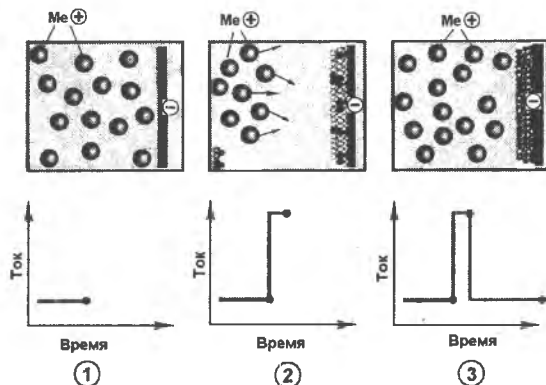 Me ⊕ Me ⊕ Me ⊕
⊖ ⊖ ⊖
Ток Ток Ток
Время Время Время
1 2 3